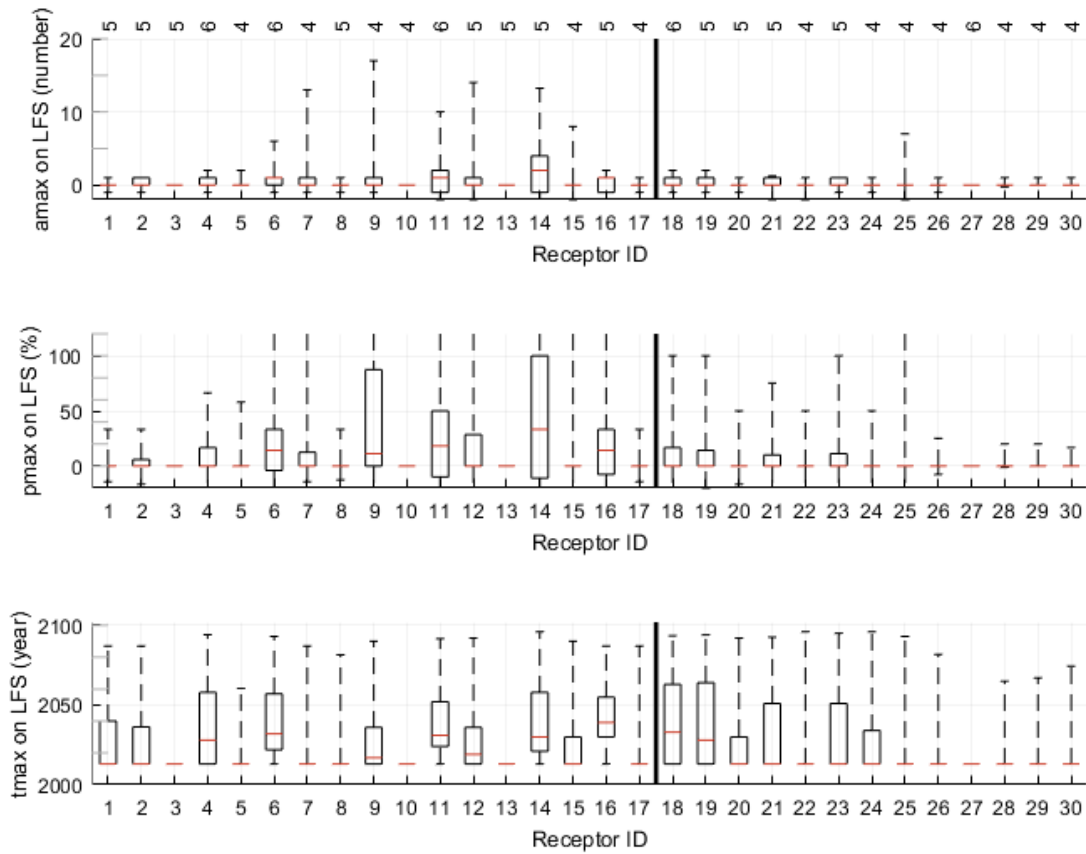 5 5 5 6 5 6 4 5 4 5 6 5 5 5 4 5 4 6 5 4 5 4 5 4 4 4 6 4 4 4
amax on LFS (number)
20
10
0
1 2 3 4 5 6 7 8 9 10 11 12 13 14 15 16 17 18 19 20 21 22 23 24 25 26 27 28 29 30
Receptor ID
pmax on LFS (%)
100
50
0
1 2 3 4 5 6 7 8 9 10 11 12 13 14 15 16 17 18 19 20 21 22 23 24 25 26 27 28 29 30
Receptor ID
tmax on LFS (year)
2100
2050
2000
1 2 3 4 5 6 7 8 9 10 11 12 13 14 15 16 17 18 19 20 21 22 23 24 25 26 27 28 29 30
Receptor ID